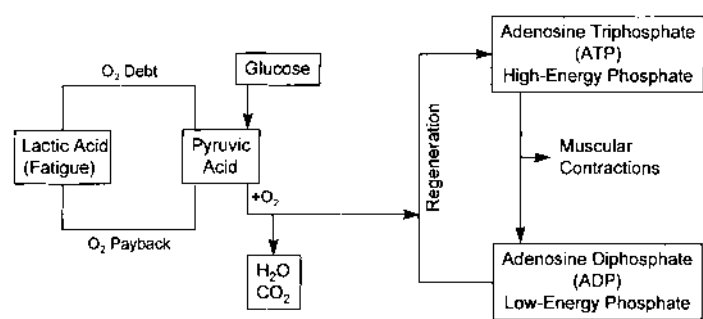 O₂ Debt
Glucose
Lactic Acid
(Fatigue)
Pyruvic
Acid
+O₂
O₂ Payback
H₂O
CO₂
Regeneration
Adenosine Triphosphate
(ATP)
High-Energy Phosphate
Muscular
Contractions
Adenosine Diphosphate
(ADP)
Low-Energy Phosphate